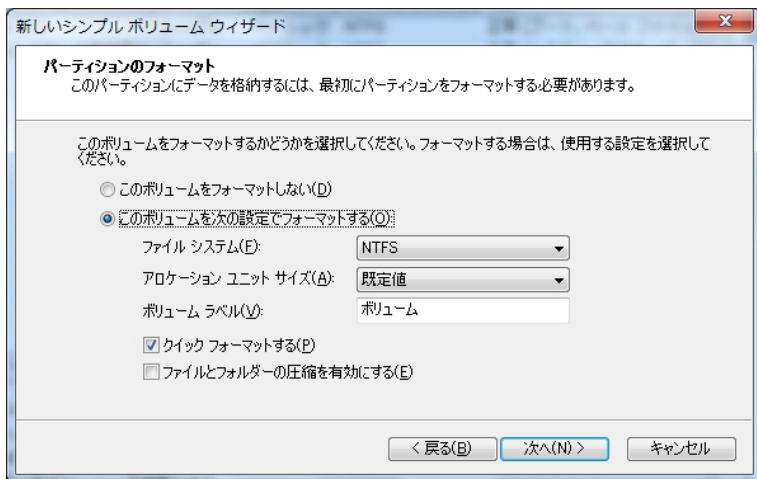 新しいシンプル ボリューム ウィザード
パーティションのフォーマット
このパーティションにデータを格納するには、最初にパーティションをフォーマットする必要があります。
このボリュームをフォーマットするかどうかを選択してください。フォーマットする場合は、使用する設定を選択して
ください。
このボリュームをフォーマットしない(D)
このボリュームを次の設定でフォーマットする(O):
ファイル システム(F): NTFS
アロケーション ユニット サイズ(A): 既定値
ボリューム ラベル(V): ボリューム
クイック フォーマットする(P)
ファイルとフォルダーの圧縮を有効にする(E)
< 戻る(B) 次へ(N) > キャンセル